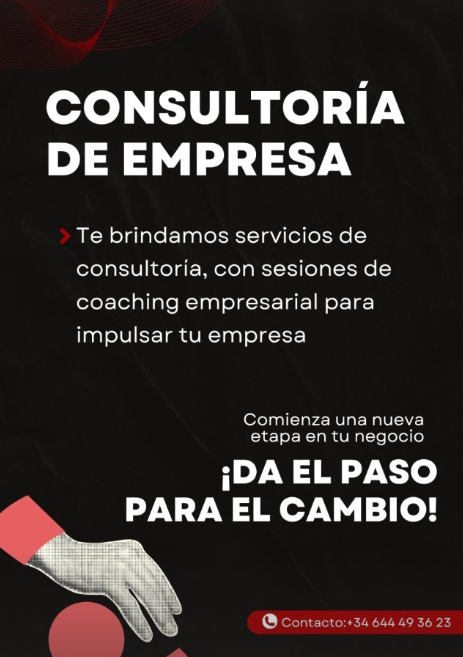 CONSULTORÍA
DE EMPRESA
Te brindamos servicios de
consultoría, con sesiones de
coaching empresarial para
impulsar tu empresa
Comienza una nueva
etapa en tu negocio
¡DA EL PASO
PARA EL CAMBIO!
Contacto:+34 644 49 36 23